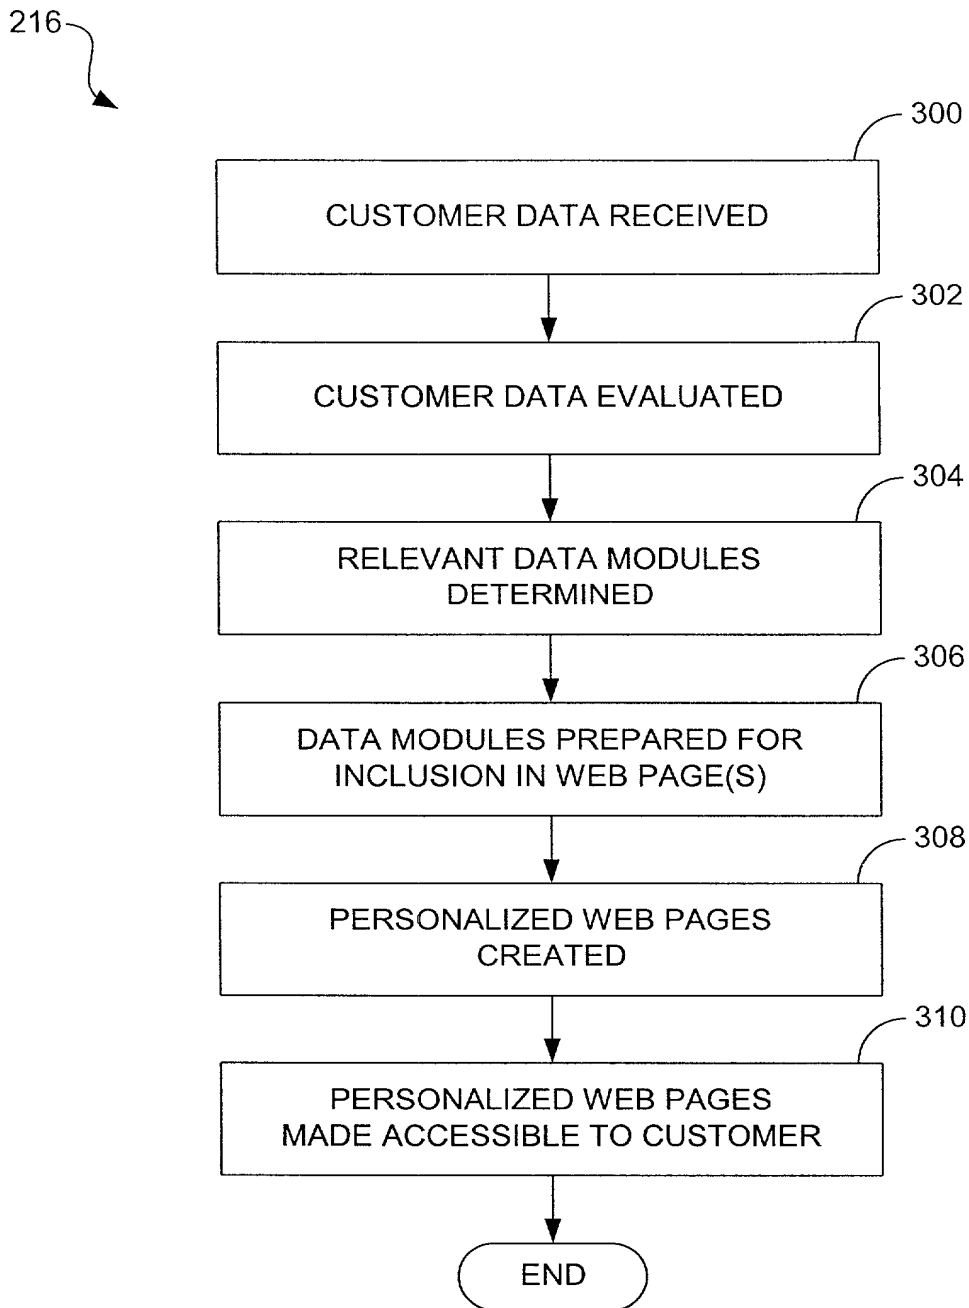 216
300
CUSTOMER DATA RECEIVED
302
CUSTOMER DATA EVALUATED
304
RELEVANT DATA MODULES
DETERMINED
306
DATA MODULES PREPARED FOR
INCLUSION IN WEB PAGE(S)
308
PERSONALIZED WEB PAGES
CREATED
310
PERSONALIZED WEB PAGES
MADE ACCESSIBLE TO CUSTOMER
END